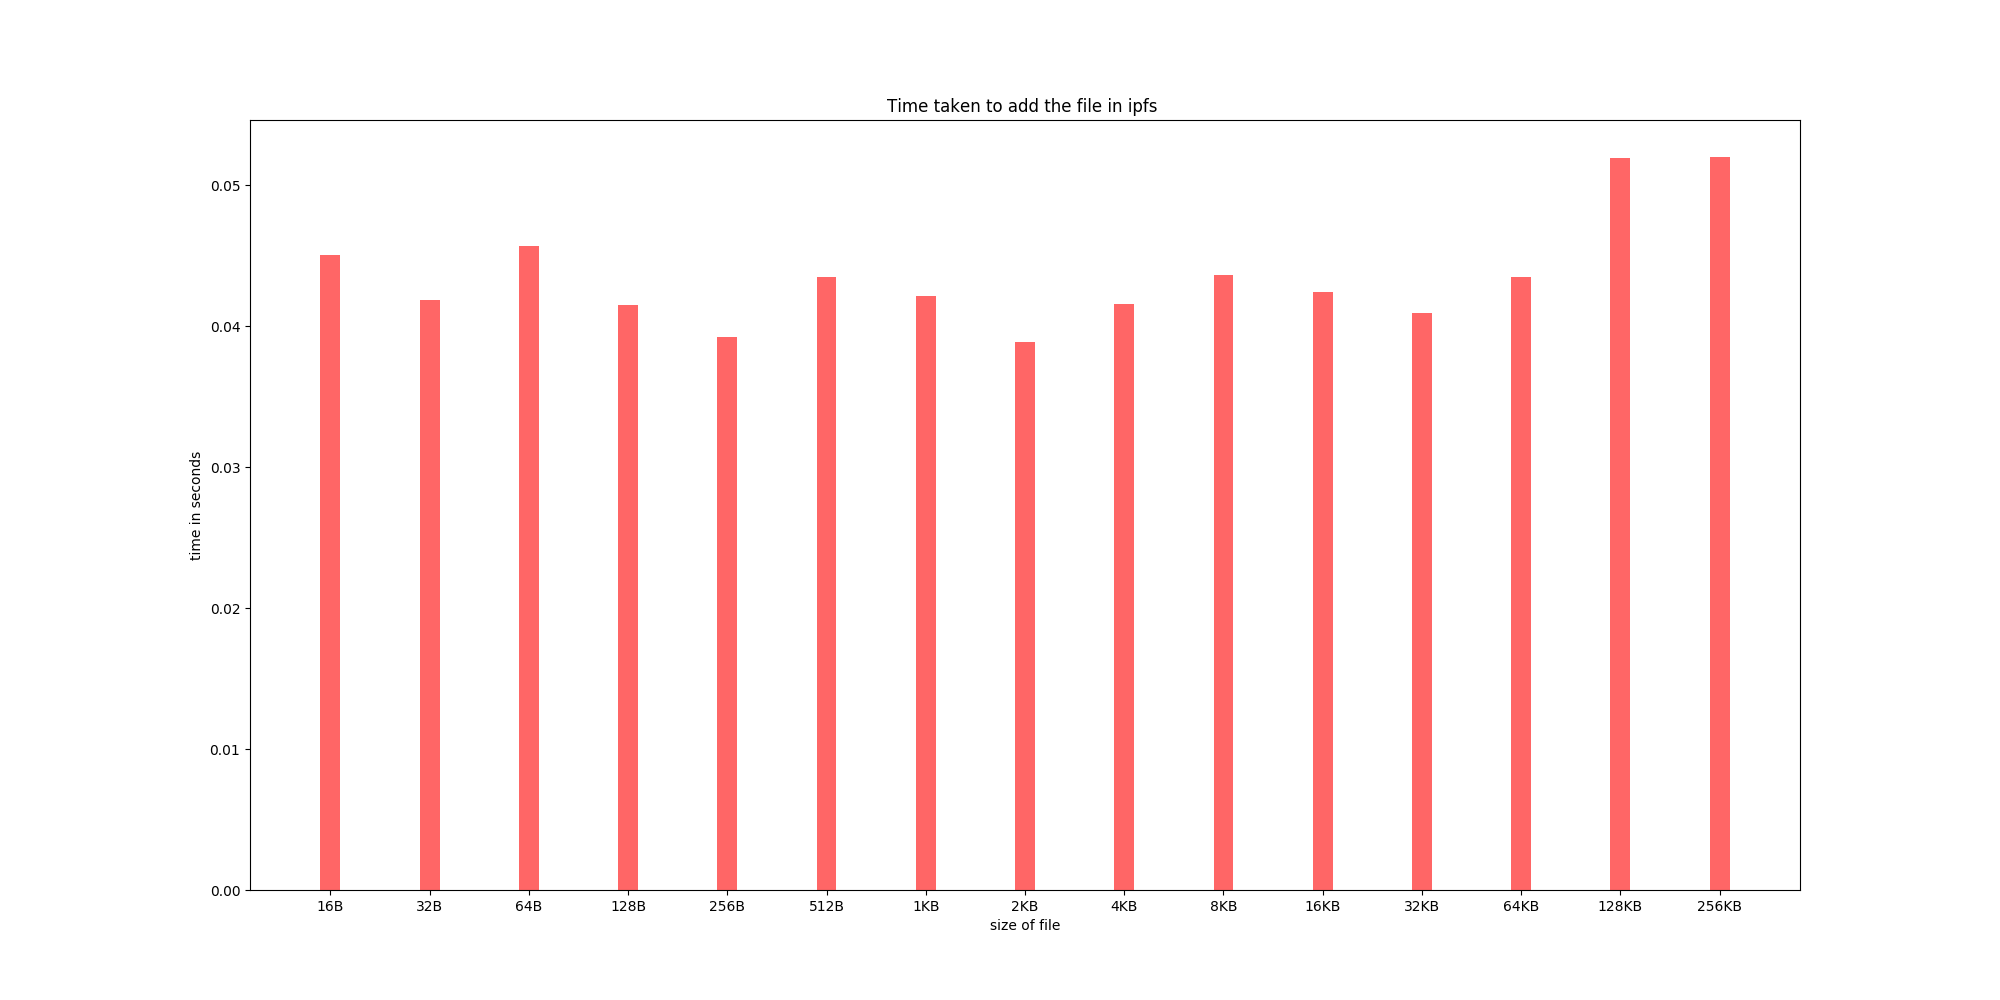 Time taken to add the file in ipfs
0.05
0.04
0.03
0.02
0.01
0.00
time in seconds
16B 32B 64B 128B 256B 512B 1KB 2KB 4KB 8KB 16KB 32KB 64KB 128KB 256KB
size of file